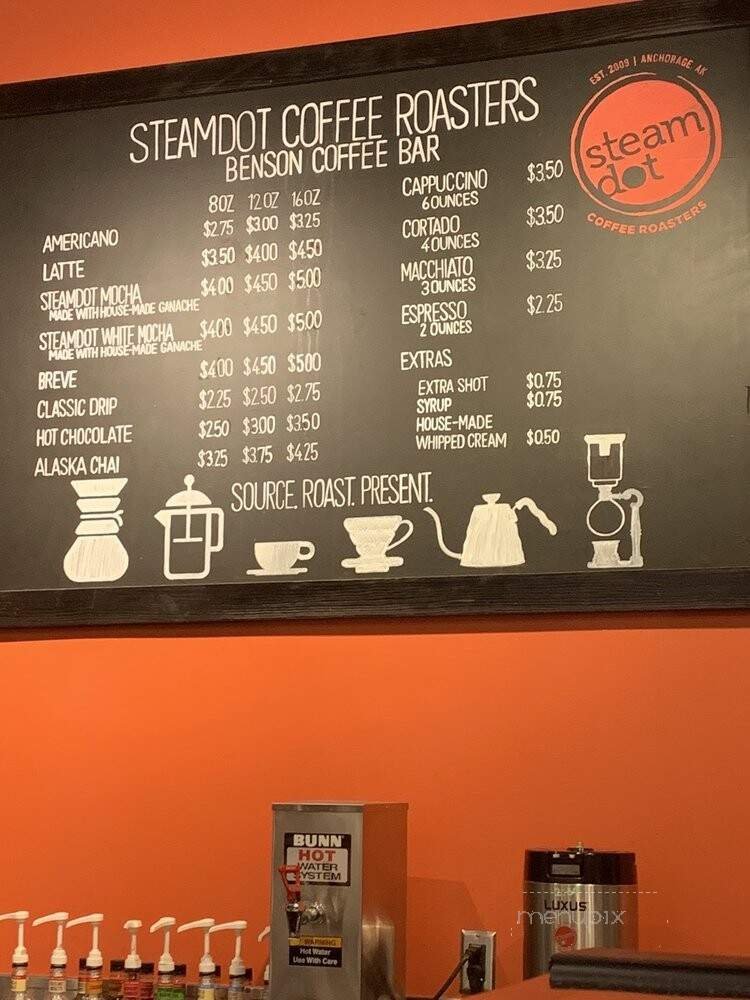 STEAMDOT COFFEE ROASTERS
BENSON COFFEE BAR
8OZ 12OZ 16OZ
AMERICANO $2.75 $3.00 $3.25
LATTE $3.50 $4.00 $4.50
STEAMDOT MOCHA $4.00 $4.50 $5.00
MADE WITH HOUSE-MADE GANACHE
STEAMDOT WHITE MOCHA $4.00 $4.50 $5.00
MADE WITH HOUSE-MADE GANACHE
BREVE $4.00 $4.50 $5.00
CLASSIC DRIP $2.25 $2.50 $2.75
HOT CHOCOLATE $2.50 $3.00 $3.50
ALASKA CHAI $3.25 $3.75 $4.25
CAPPUCCINO $3.50
6 OUNCES
CORTADO $3.50
4 OUNCES
MACCHIATO $3.25
3 OUNCES
ESPRESSO $2.25
2 OUNCES
EXTRAS
EXTRA SHOT $0.75
SYRUP $0.75
HOUSE-MADE
WHIPPED CREAM $0.50
EST. 2009 | ANCHORAGE AK
steam
dot
COFFEE ROASTERS
SOURCE. ROAST. PRESENT.
BUNN
HOT
WATER
SYSTEM
WARNING
Hot Water
Use With Care
LUXUS
menupix